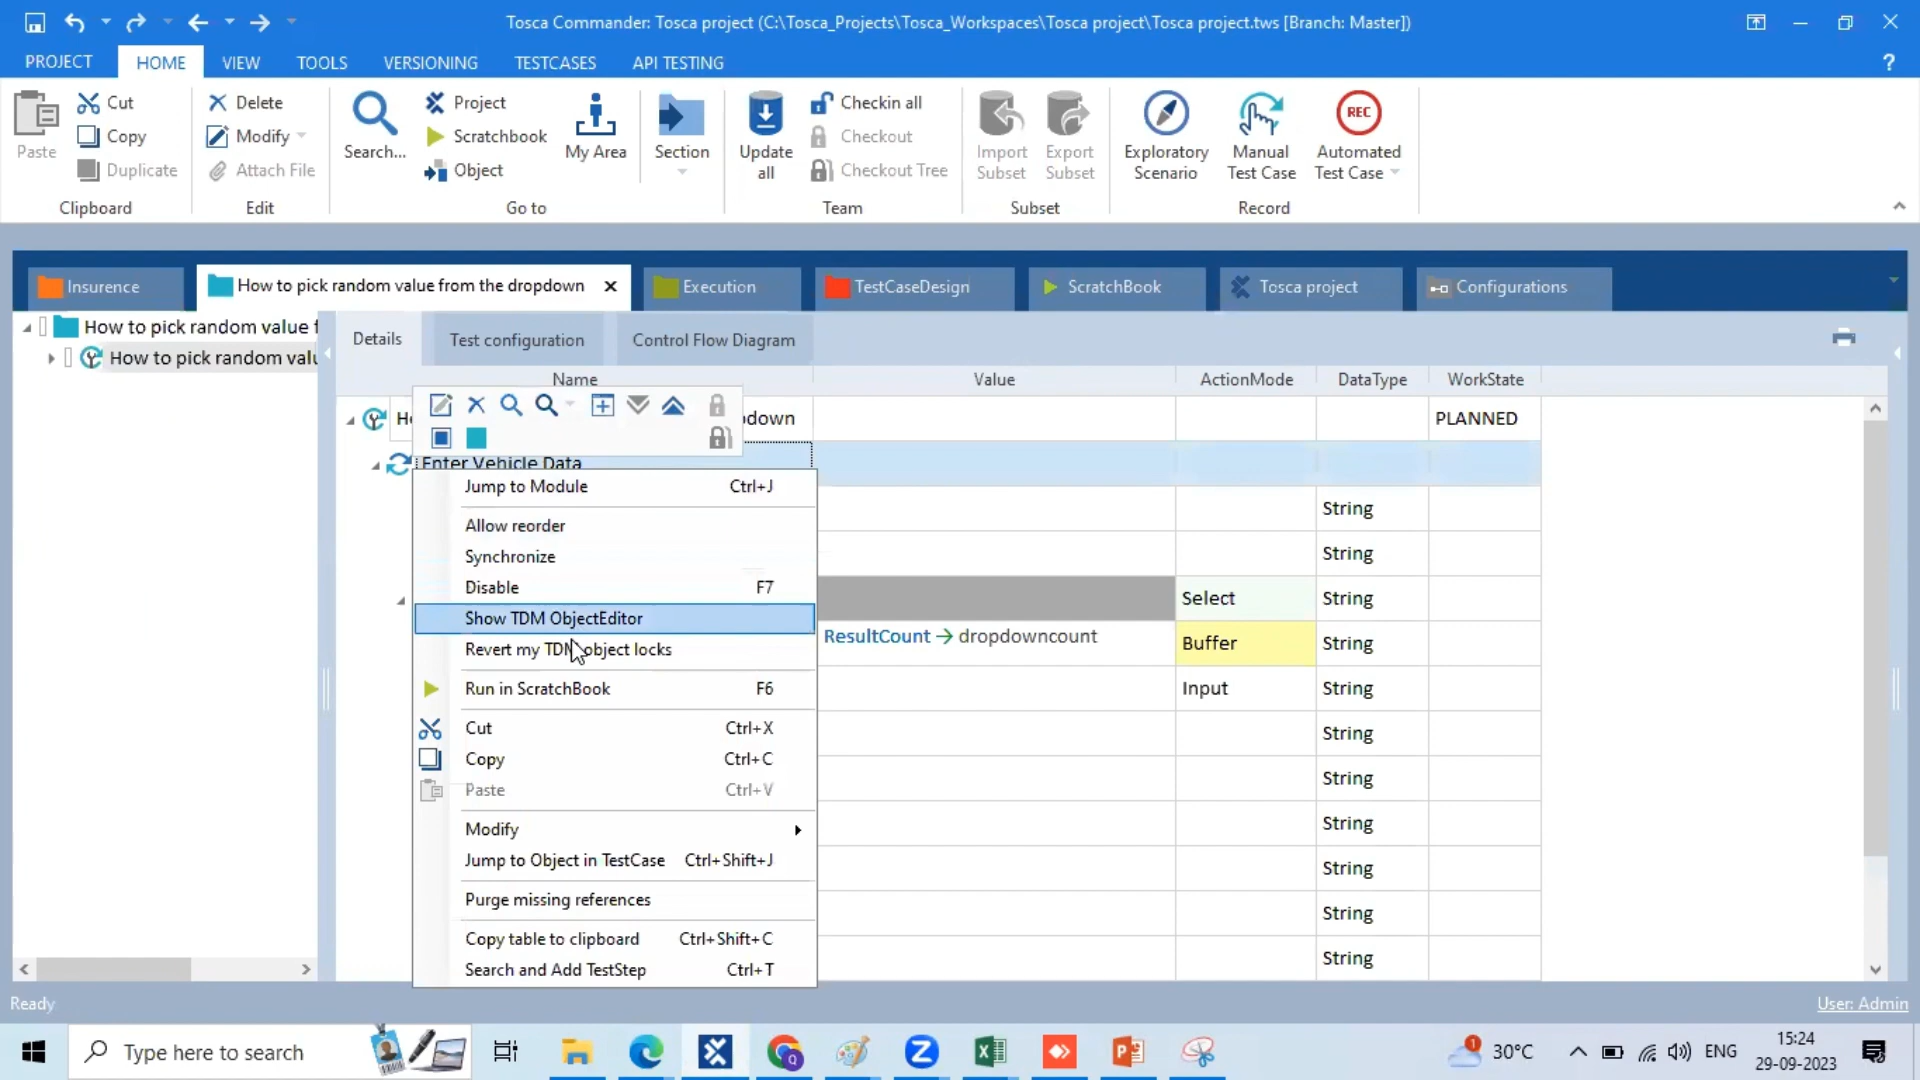 Tosca Commander: Tosca project (C:\Tosca_Projects\Tosca_Workspaces\Tosca project\Tosca project.tws [Branch: Master])
PROJECT HOME VIEW TOOLS VERSIONING TESTCASES API TESTING ?
Paste
Cut
Copy
Duplicate
Clipboard
Delete
Modify
Attach File
Edit
Search...
Project
Scratchbook
Object
My Area
Section
Go to
Update all
Checkin all
Checkout
Checkout Tree
Team
Import Subset
Export Subset
Subset
Exploratory Scenario
Manual Test Case
REC
Automated Test Case
Record
Insurence
How to pick random value from the dropdown
Execution
TestCaseDesign
ScratchBook
Tosca project
Configurations
How to pick random value f
How to pick random valu
Details Test configuration Control Flow Diagram
Name Value ActionMode DataType WorkState
H down PLANNED
Enter Vehicle Data
Jump to Module Ctrl+J
Allow reorder
Synchronize
Disable F7
Show TDM ObjectEditor
Revert my TDM object locks
Run in ScratchBook F6
Cut Ctrl+X
Copy Ctrl+C
Paste Ctrl+V
Modify
Jump to Object in TestCase Ctrl+Shift+J
Purge missing references
Copy table to clipboard Ctrl+Shift+C
Search and Add TestStep Ctrl+T
String
String
Select String
ResultCount → dropdowncount Buffer String
Input String
String
String
String
String
String
String
Ready
User: Admin
Type here to search
1
30°C
ENG
15:24
29-09-2023